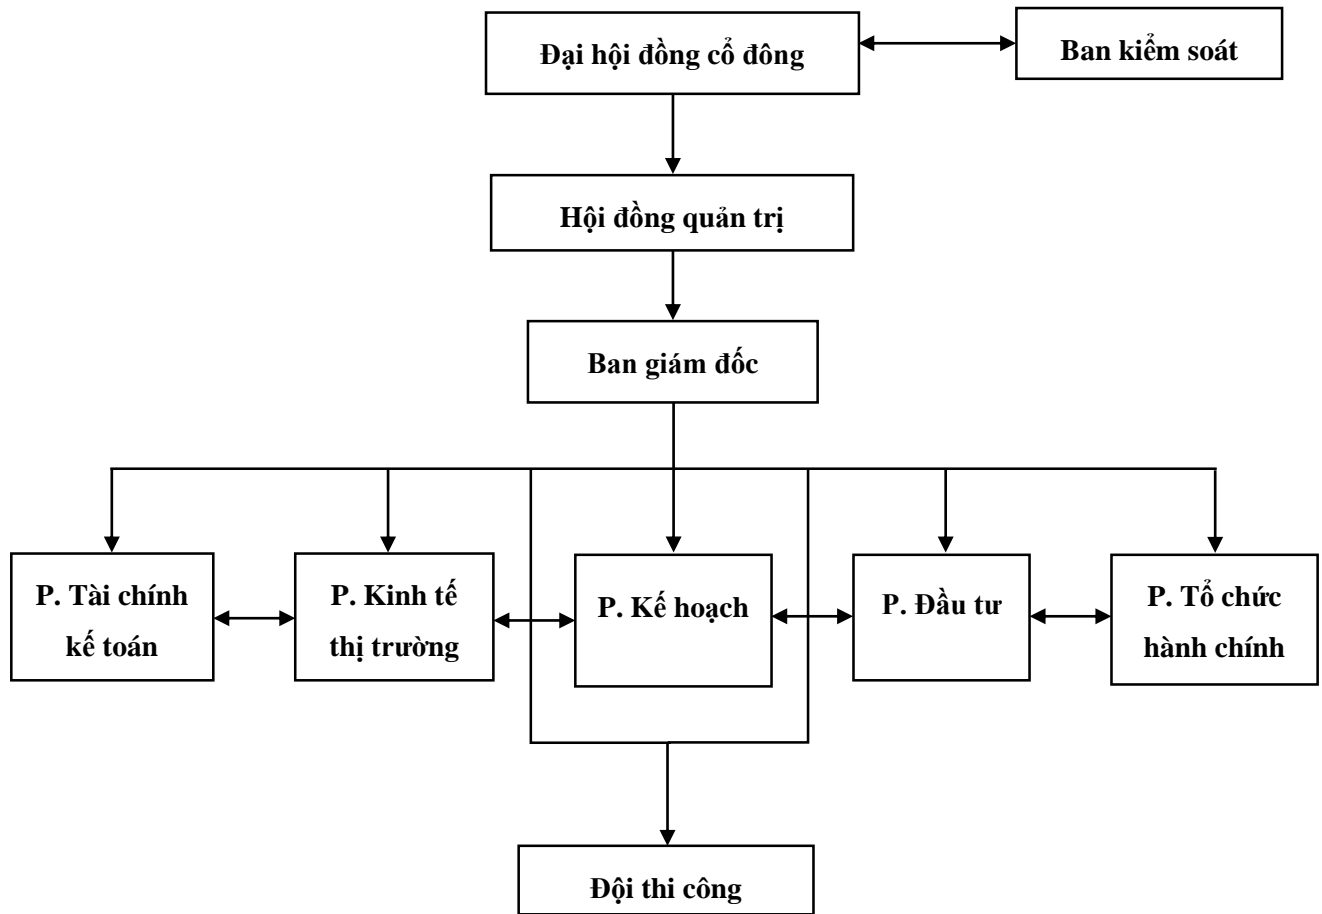 Đại hội đồng cổ đông
Ban kiểm soát
Hội đồng quản trị
Ban giám đốc
P. Tài chính
kế toán
P. Kinh tế
thị trường
P. Kế hoạch
P. Đầu tư
P. Tổ chức
hành chính
Đội thi công